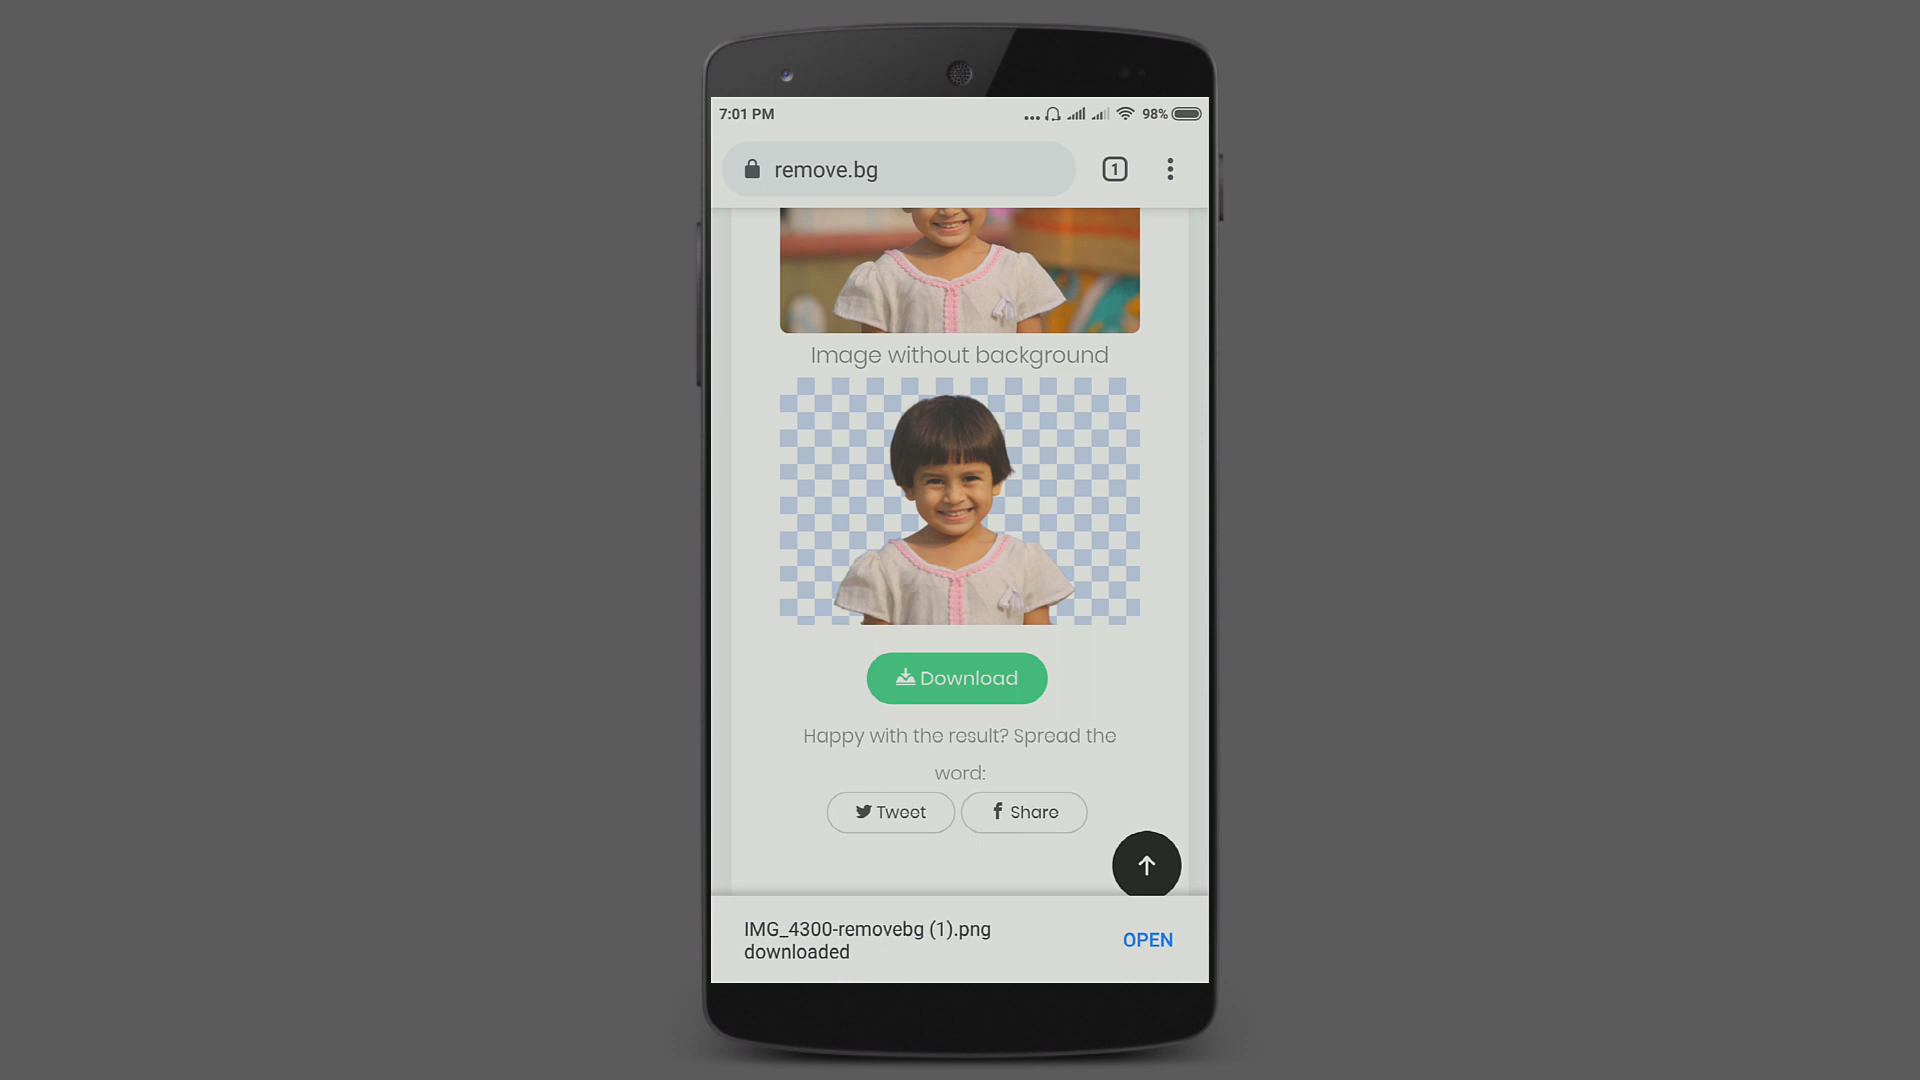 7:01 PM
98%
remove.bg
1
Image without background
Download
Happy with the result? Spread the
word:
Tweet
Share
IMG_4300-removebg (1).png
downloaded
OPEN